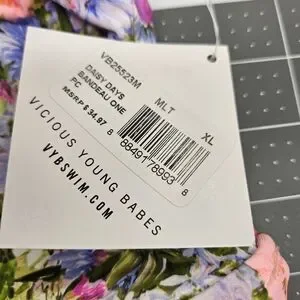 VB25523M
MLT
XL
DAISY DAYS
BANDEAU ONE
PC
MSRP $ 34.97
8 88491 78993 8
VICIOUS YOUNG BABES
VYBSWIM.COM